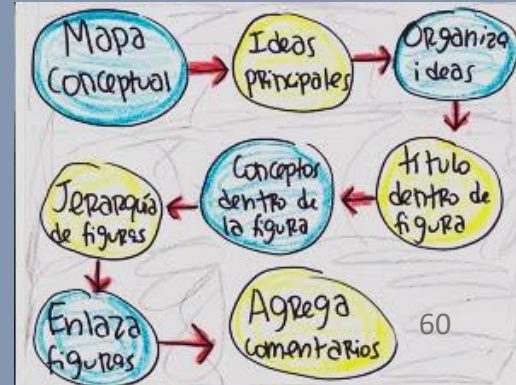 Mapa
Conceptual
Ideas
principales
Organiza
ideas
titulo
dentro de
figura
Conceptos
dentro de
la figura
Jerarquía
de figuras
Enlaza
figuras
Agrega
comentarios
60